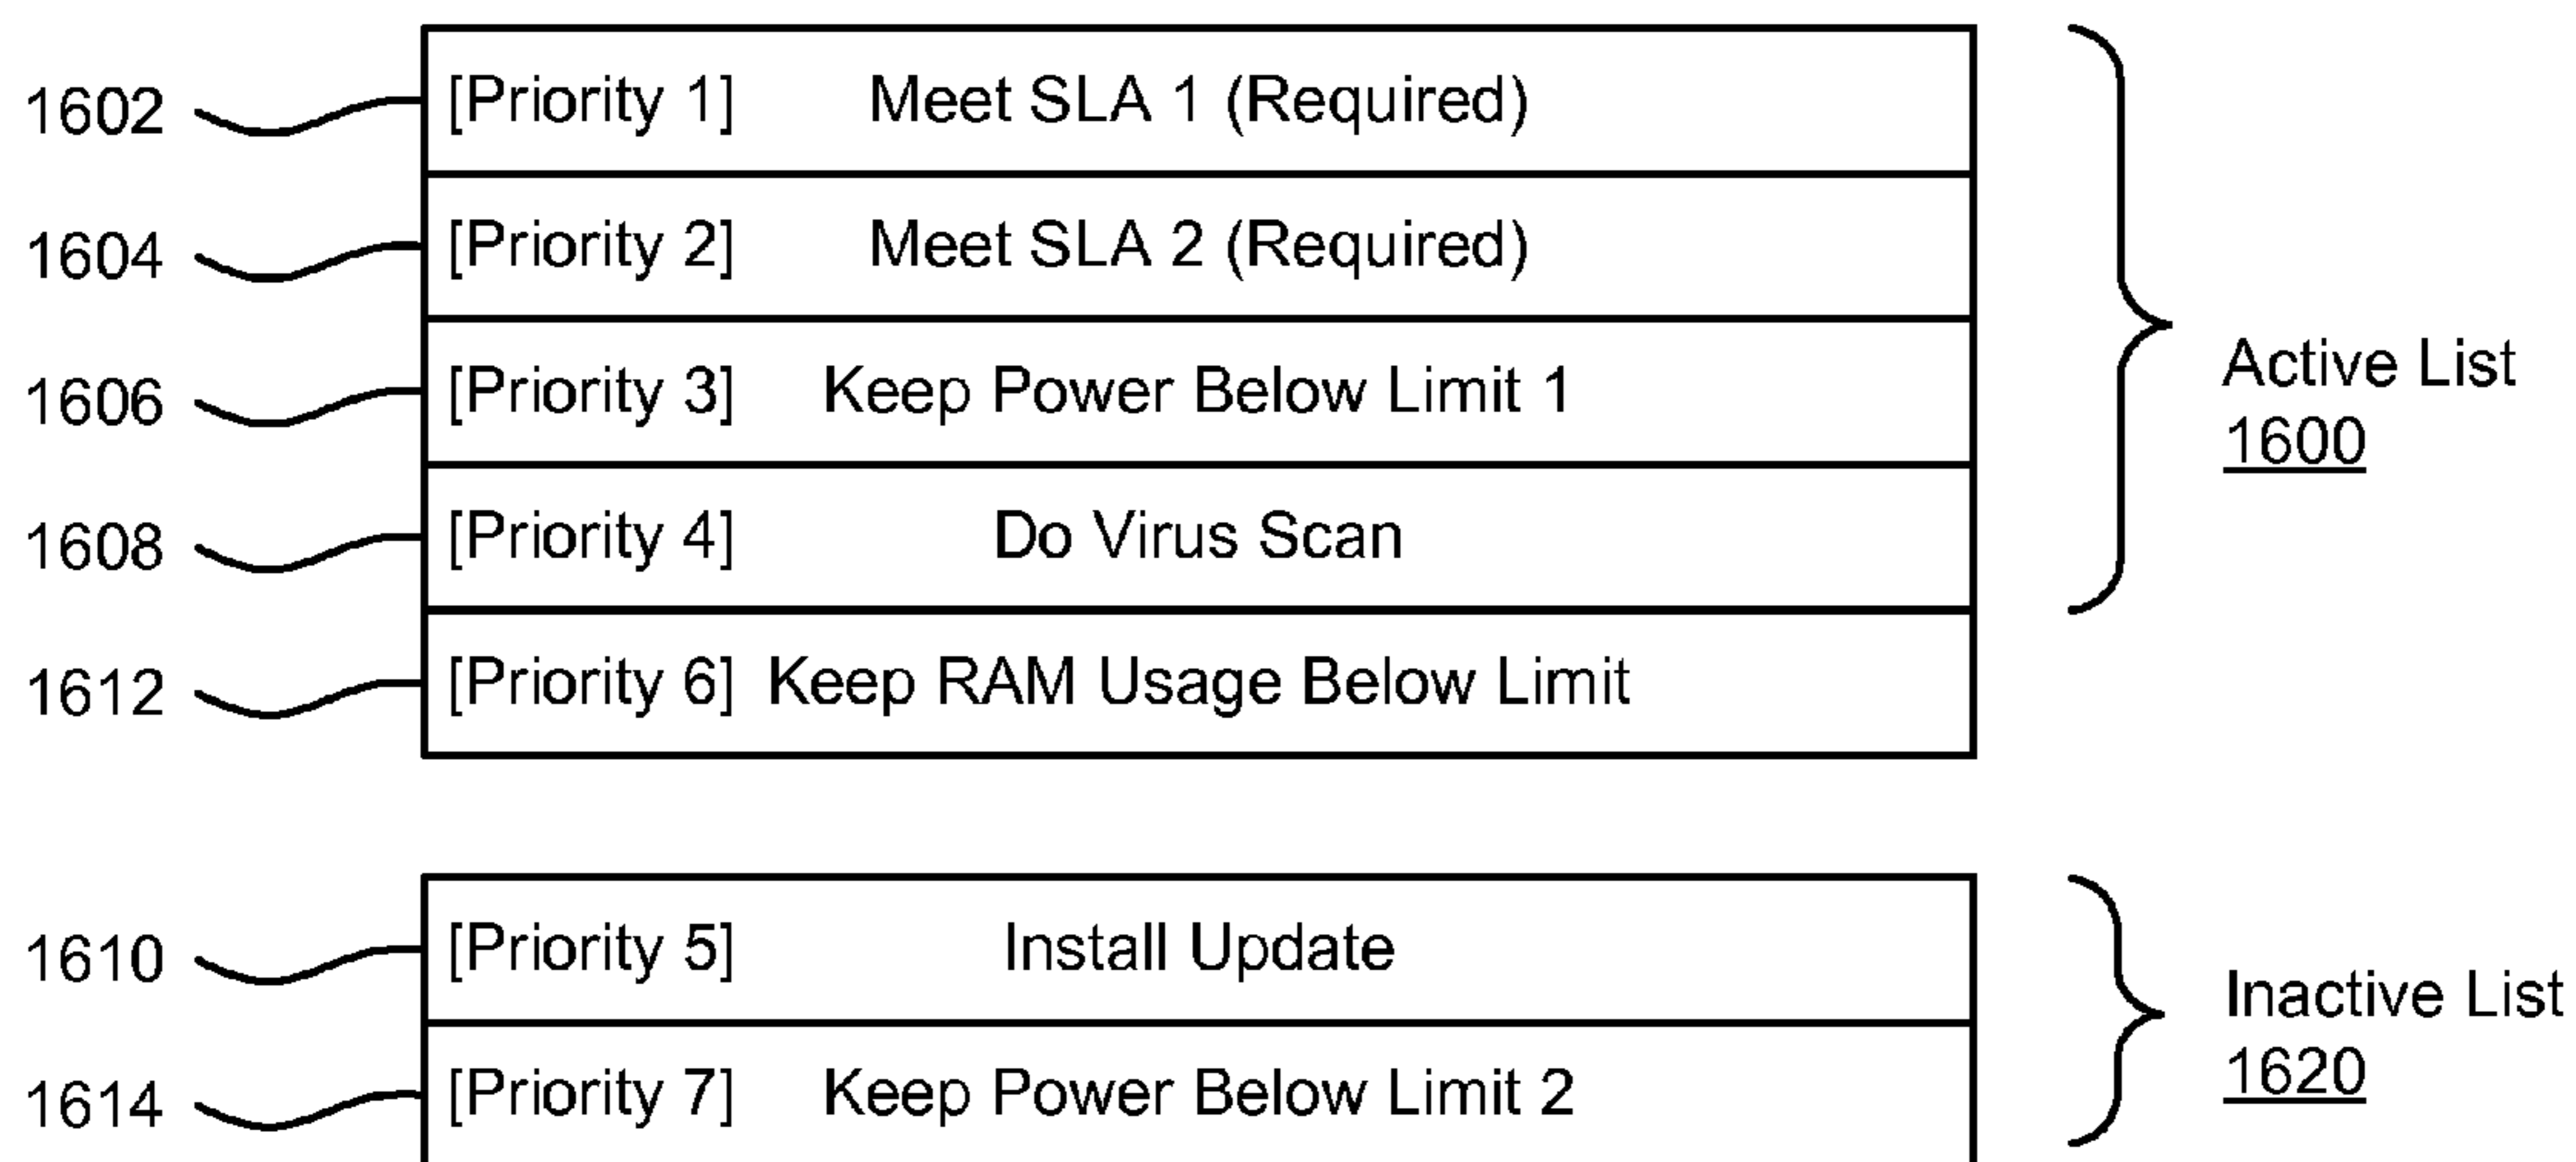 1602 [Priority 1] Meet SLA 1 (Required)
1604 [Priority 2] Meet SLA 2 (Required)
1606 [Priority 3] Keep Power Below Limit 1
1608 [Priority 4] Do Virus Scan
1612 [Priority 6] Keep RAM Usage Below Limit
Active List
1600
1610 [Priority 5] Install Update
1614 [Priority 7] Keep Power Below Limit 2
Inactive List
1620